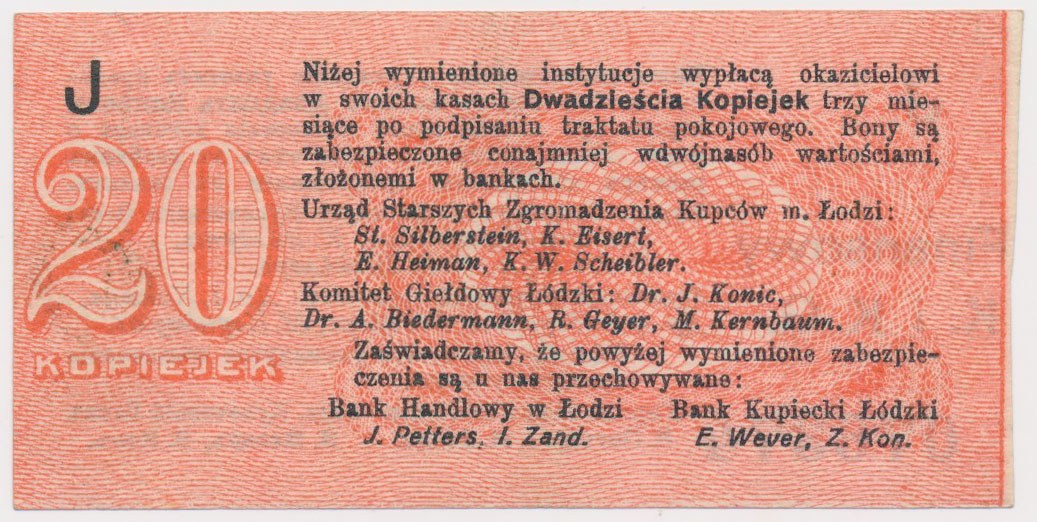 J
20
KOPIEJEK
Niżej wymienione instytucje wypłacą okazicielowi
w swoich kasach Dwadzieścia Kopiejek trzy mie-
siące po podpisaniu traktatu pokojowego. Bony są
zabezpieczone conajmniej wdwójnasób wartościami,
złożonemi w bankach.
Urząd Starszych Zgromadzenia Kupców m. Łodzi:
St. Silberstein, K. Eisert,
E. Heiman, K. W. Scheibler.
Komitet Giełdowy Łódzki: Dr. J. Konic,
Dr. A. Biedermann, R. Geyer, M. Kernbaum.
Zaświadczamy, że powyżej wymienione zabezpie-
czenia są u nas przechowywane:
Bank Handlowy w Łodzi Bank Kupiecki Łódzki
J. Petters, I. Zand. E. Wever, Z. Kon.